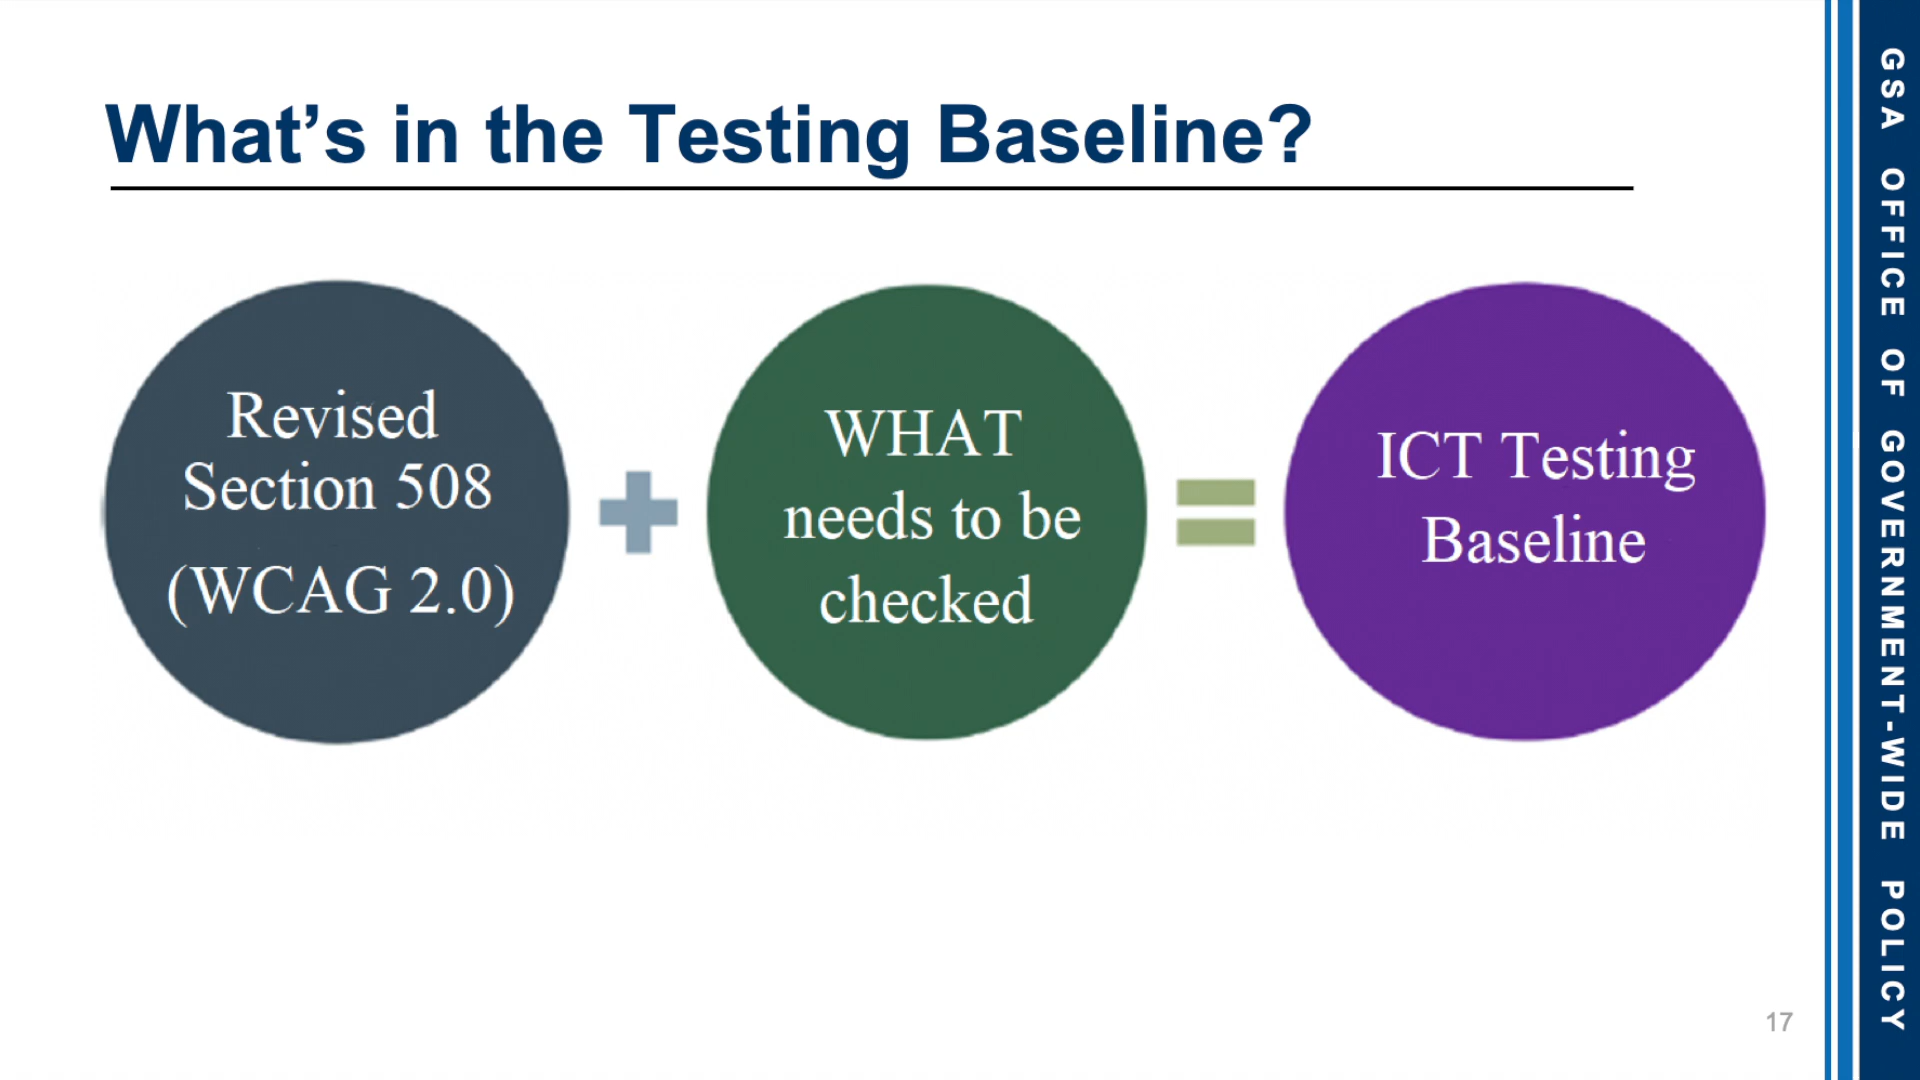 What’s in the Testing Baseline?
Revised
Section 508
(WCAG 2.0)
WHAT
needs to be
checked
ICT Testing
Baseline
17
GSA OFFICE OF GOVERNMENT-WIDE POLICY